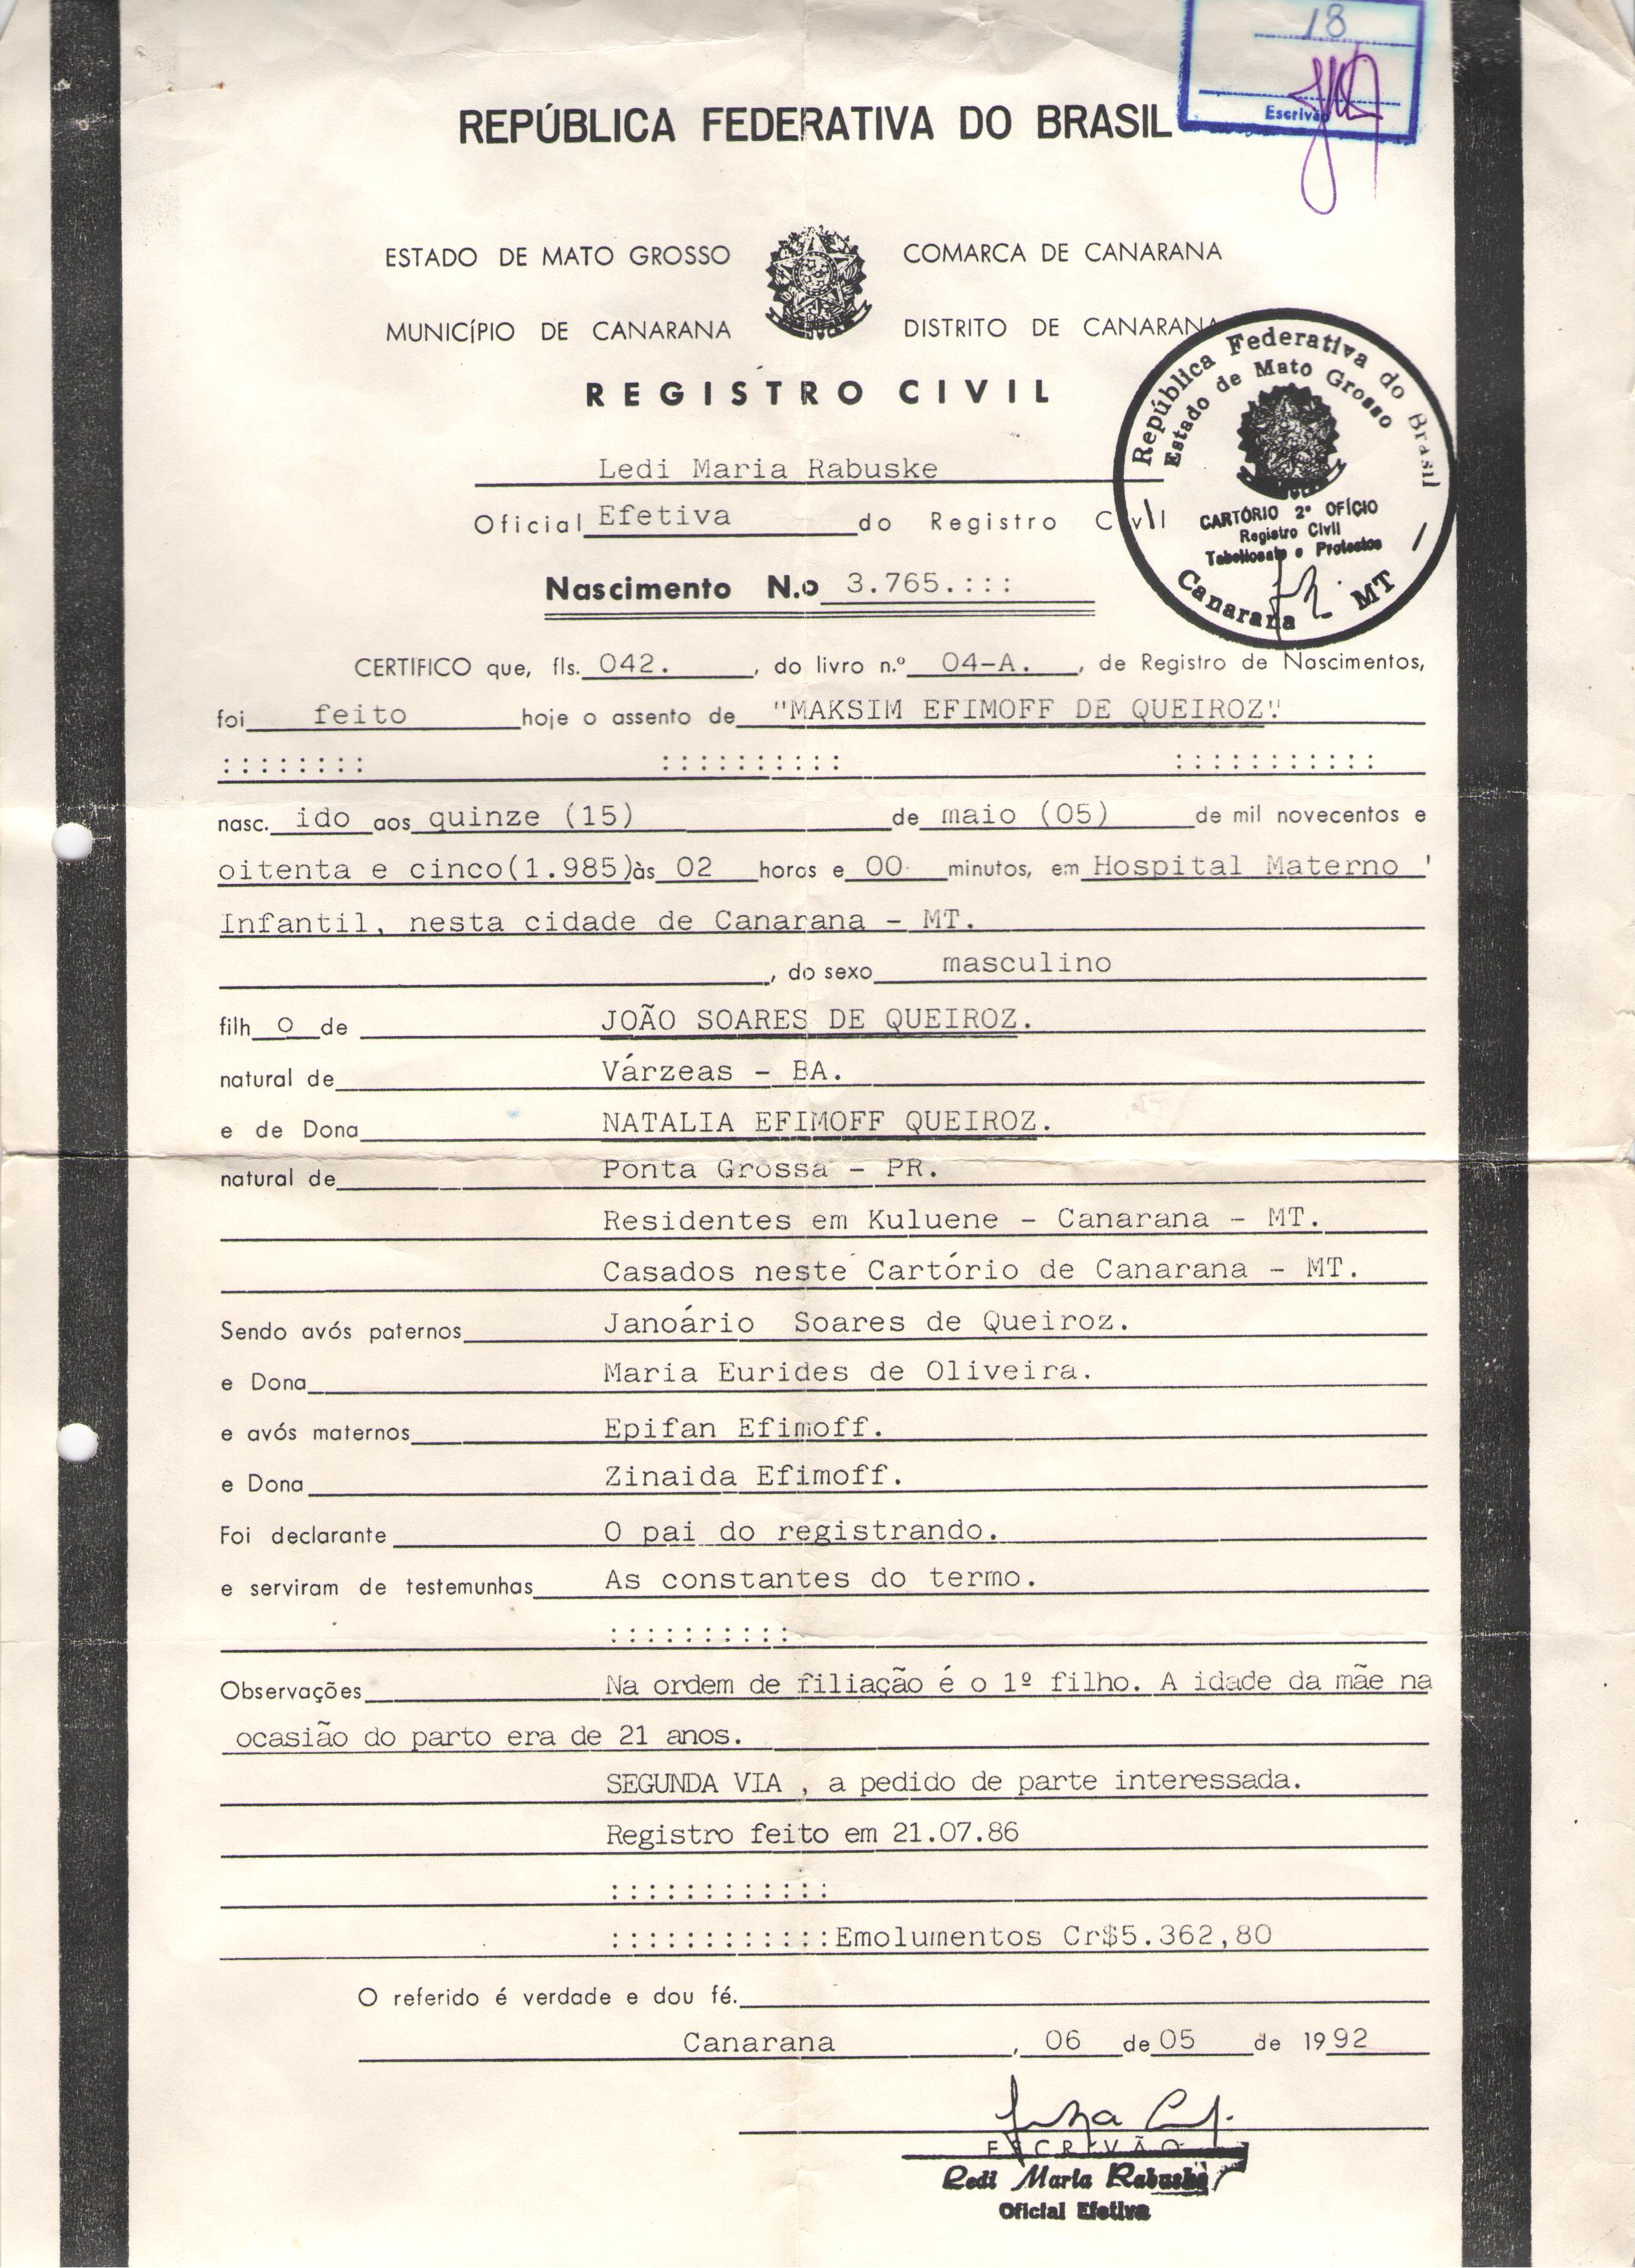 18
Escrivão
REPÚBLICA FEDERATIVA DO BRASIL
ESTADO DE MATO GROSSO
COMARCA DE CANARANA
MUNICÍPIO DE CANARANA
DISTRITO DE CANARANA
REGISTRO CIVIL
República Federativa do Brasil
Estado de Mato Grosso
CARTÓRIO 2º OFÍCIO
Registro Civil
Tabelionato e Protestos
Canarana MT
Ledi Maria Rabuske
Oficial Efetiva do Registro Civil
Nascimento N.o 3.765.:::
CERTIFICO que, fls. 042. , do livro n.º 04-A. , de Registro de Nascimentos,
foi feito hoje o assento de "MAKSIM EFIMOFF DE QUEIROZ".
:::::::: :::::::::: :::::::::::
nasc. ido aos quinze (15) de maio (05) de mil novecentos e
oitenta e cinco(1.985)às 02 horas e 00 minutos, em Hospital Materno '
Infantil, nesta cidade de Canarana - MT.
, do sexo masculino
filh o de JOÃO SOARES DE QUEIROZ.
natural de Várzeas - BA.
e de Dona NATALIA EFIMOFF QUEIROZ.
natural de Ponta Grossa - PR.
Residentes em Kuluene - Canarana - MT.
Casados neste Cartório de Canarana - MT.
Sendo avós paternos Janoário Soares de Queiroz.
e Dona Maria Eurides de Oliveira.
e avós maternos Epifan Efimoff.
e Dona Zinaida Efimoff.
Foi declarante O pai do registrando.
e serviram de testemunhas As constantes do termo.
::::::::::
Observações Na ordem de filiação é o 1º filho. A idade da mãe na
ocasião do parto era de 21 anos.
SEGUNDA VIA , a pedido de parte interessada.
Registro feito em 21.07.86
::::::::::::
::::::::::::Emolumentos Cr$5.362,80
O referido é verdade e dou fé.
Canarana , 06 de 05 de 1992
ESCRIVÃO
Ledi Maria Rabuske
Oficial Efetiva